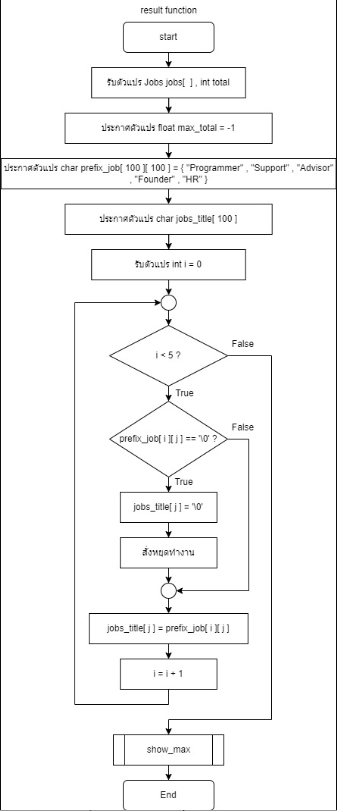 result function
start
รับตัวแปร Jobs jobs[ ] , int total
ประกาศตัวแปร float max_total = -1
ประกาศตัวแปร char prefix_job[ 100 ][ 100 ] = { "Programmer" , "Support" , "Advisor"
, "Founder" , "HR" }
ประกาศตัวแปร char jobs_title[ 100 ]
รับตัวแปร int i = 0
i < 5 ?
False
True
prefix_job[ i ][ j ] == '\0' ?
False
True
jobs_title[ j ] = '\0'
สั่งหยุดทำงาน
jobs_title[ j ] = prefix_job[ i ][ j ]
i = i + 1
show_max
End